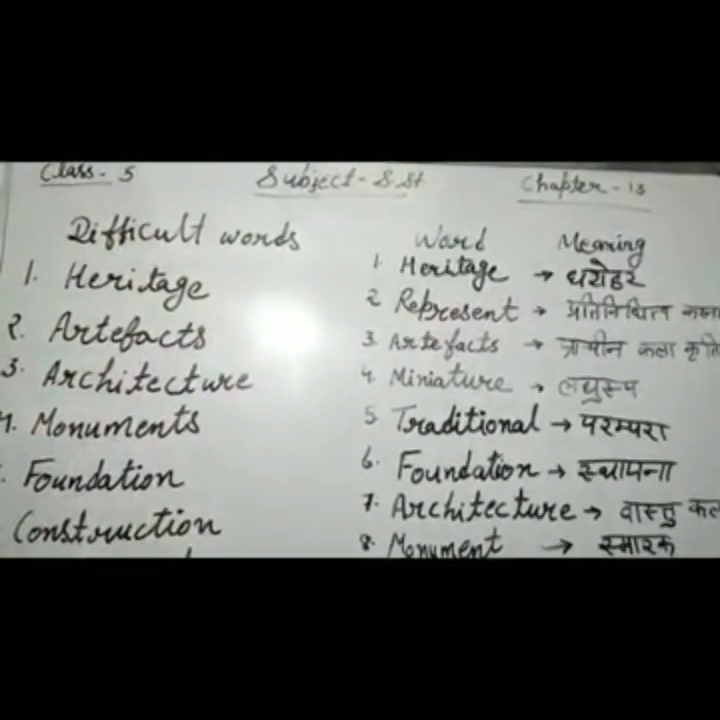 Class - 5 Subject - S.St Chapter - 13
Difficult words
1. Heritage
2. Artefacts
3. Architecture
4. Monuments
Foundation
Construction
Word Meaning
1. Heritage → धरोहर
2 Represent → प्रतिनिधित्व करना
3. Artefacts → प्राचीन कला कृति
4. Miniature → लघुरूप
5. Traditional → परम्परा
6. Foundation → स्थापना
7. Architecture → वास्तु कल
8. Monument → स्मारक